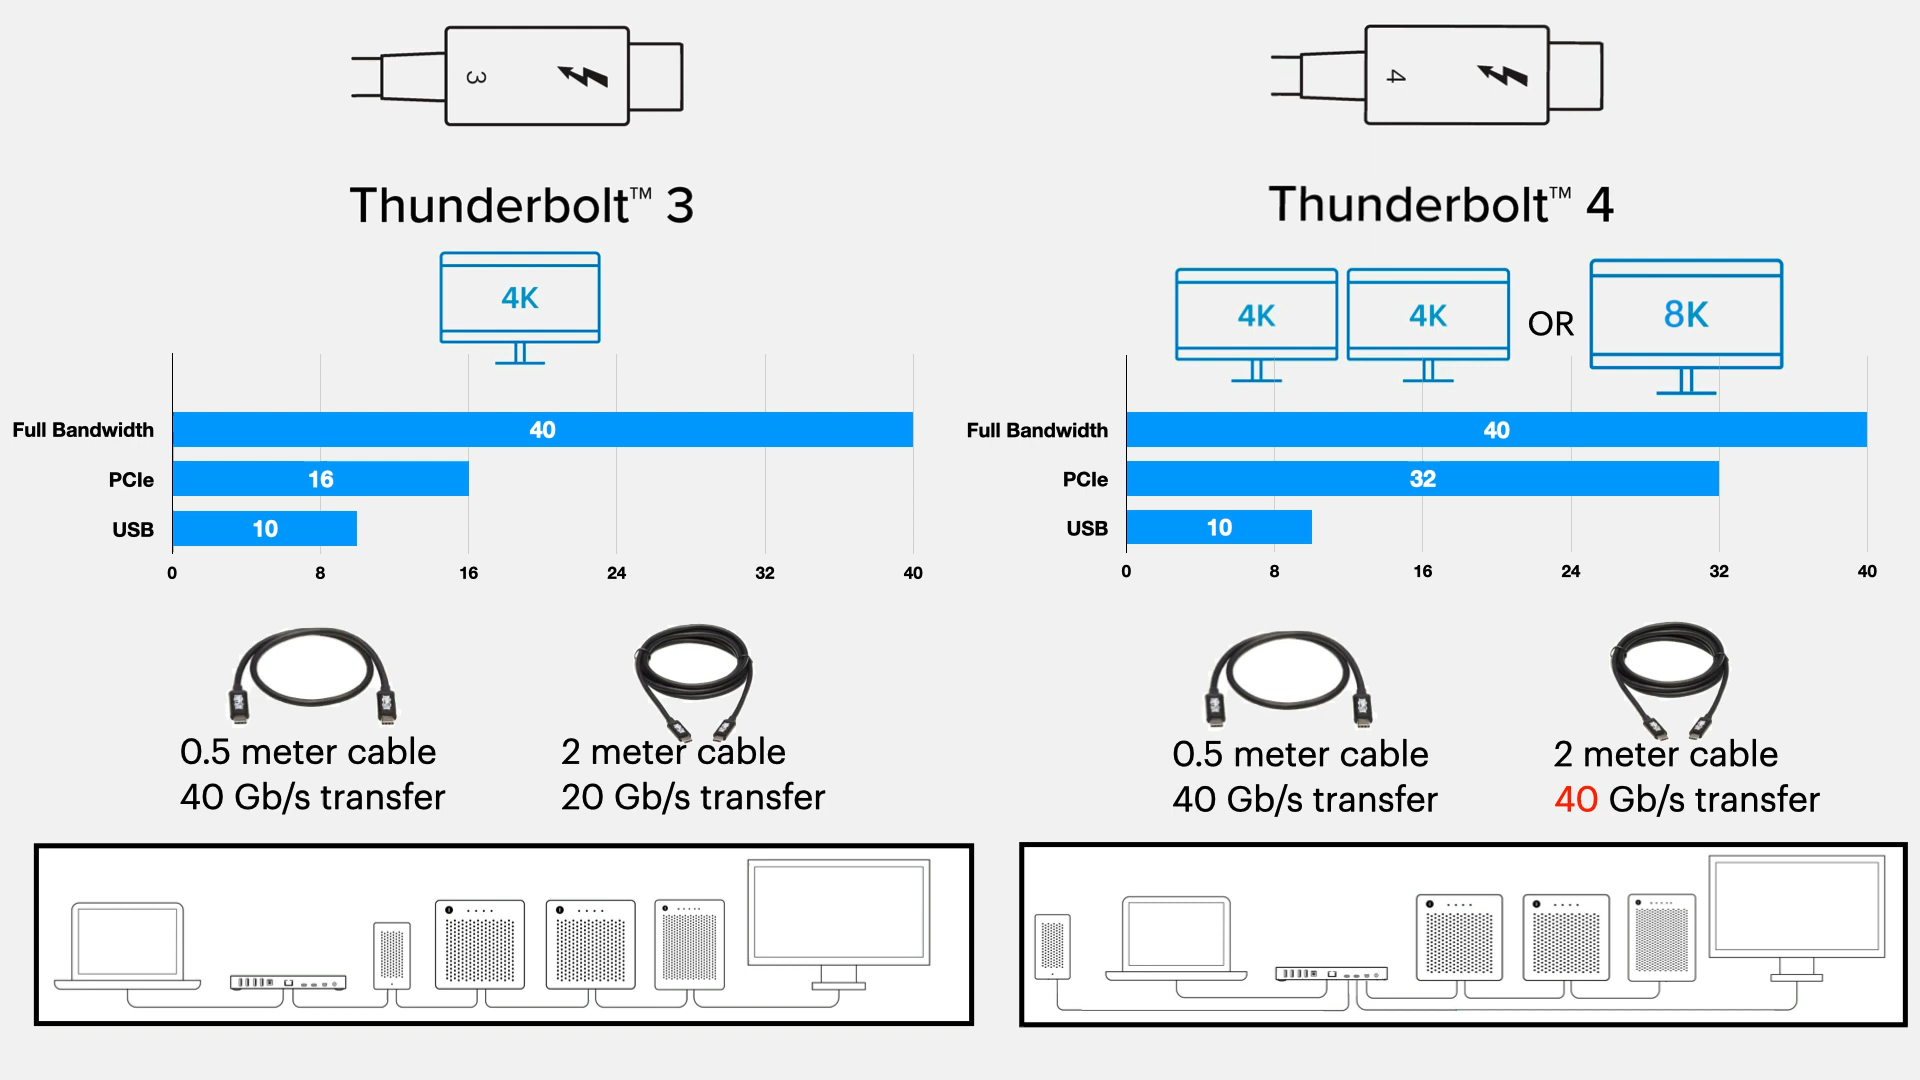 3
Thunderbolt™ 3
4K
Full Bandwidth
40
PCIe
16
USB
10
0 8 16 24 32 40
0.5 meter cable
40 Gb/s transfer
2 meter cable
20 Gb/s transfer
4
Thunderbolt™ 4
4K
4K
OR
8K
Full Bandwidth
40
PCIe
32
USB
10
0 8 16 24 32 40
0.5 meter cable
40 Gb/s transfer
2 meter cable
40 Gb/s transfer